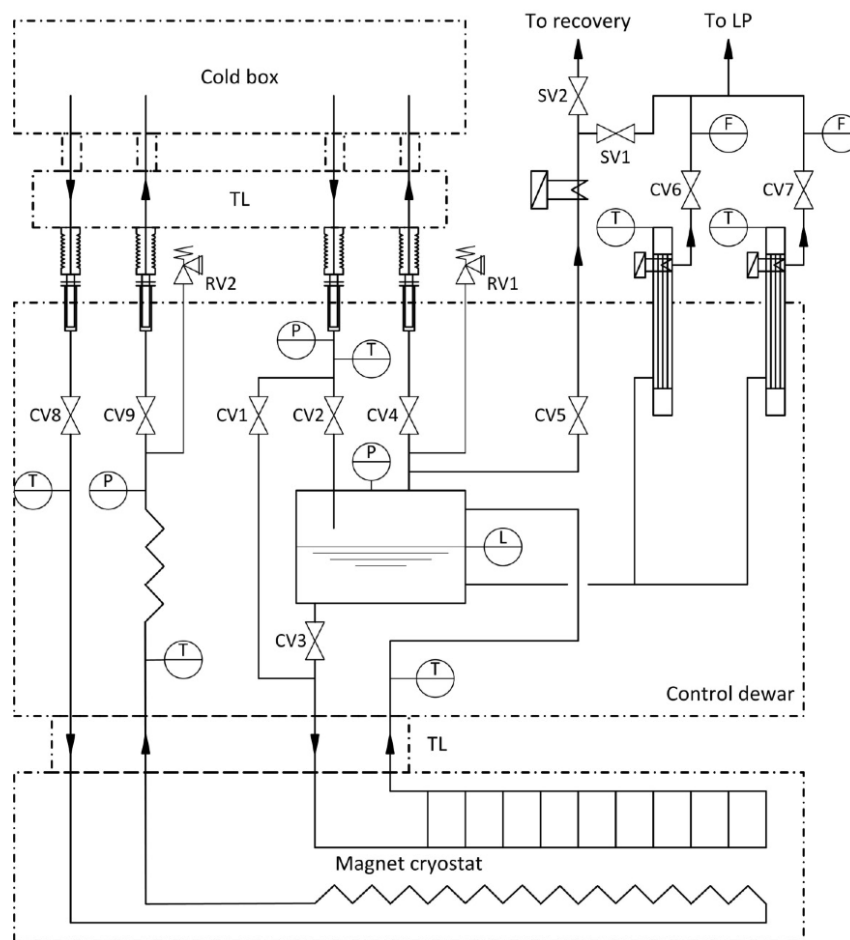 To recovery
To LP
Cold box
SV2
F
F
SV1
TL
CV6
CV7
T
T
RV2
RV1
P
T
CV8
CV9
CV1
CV2
CV4
CV5
T
P
P
L
CV3
T
T
Control dewar
TL
Magnet cryostat